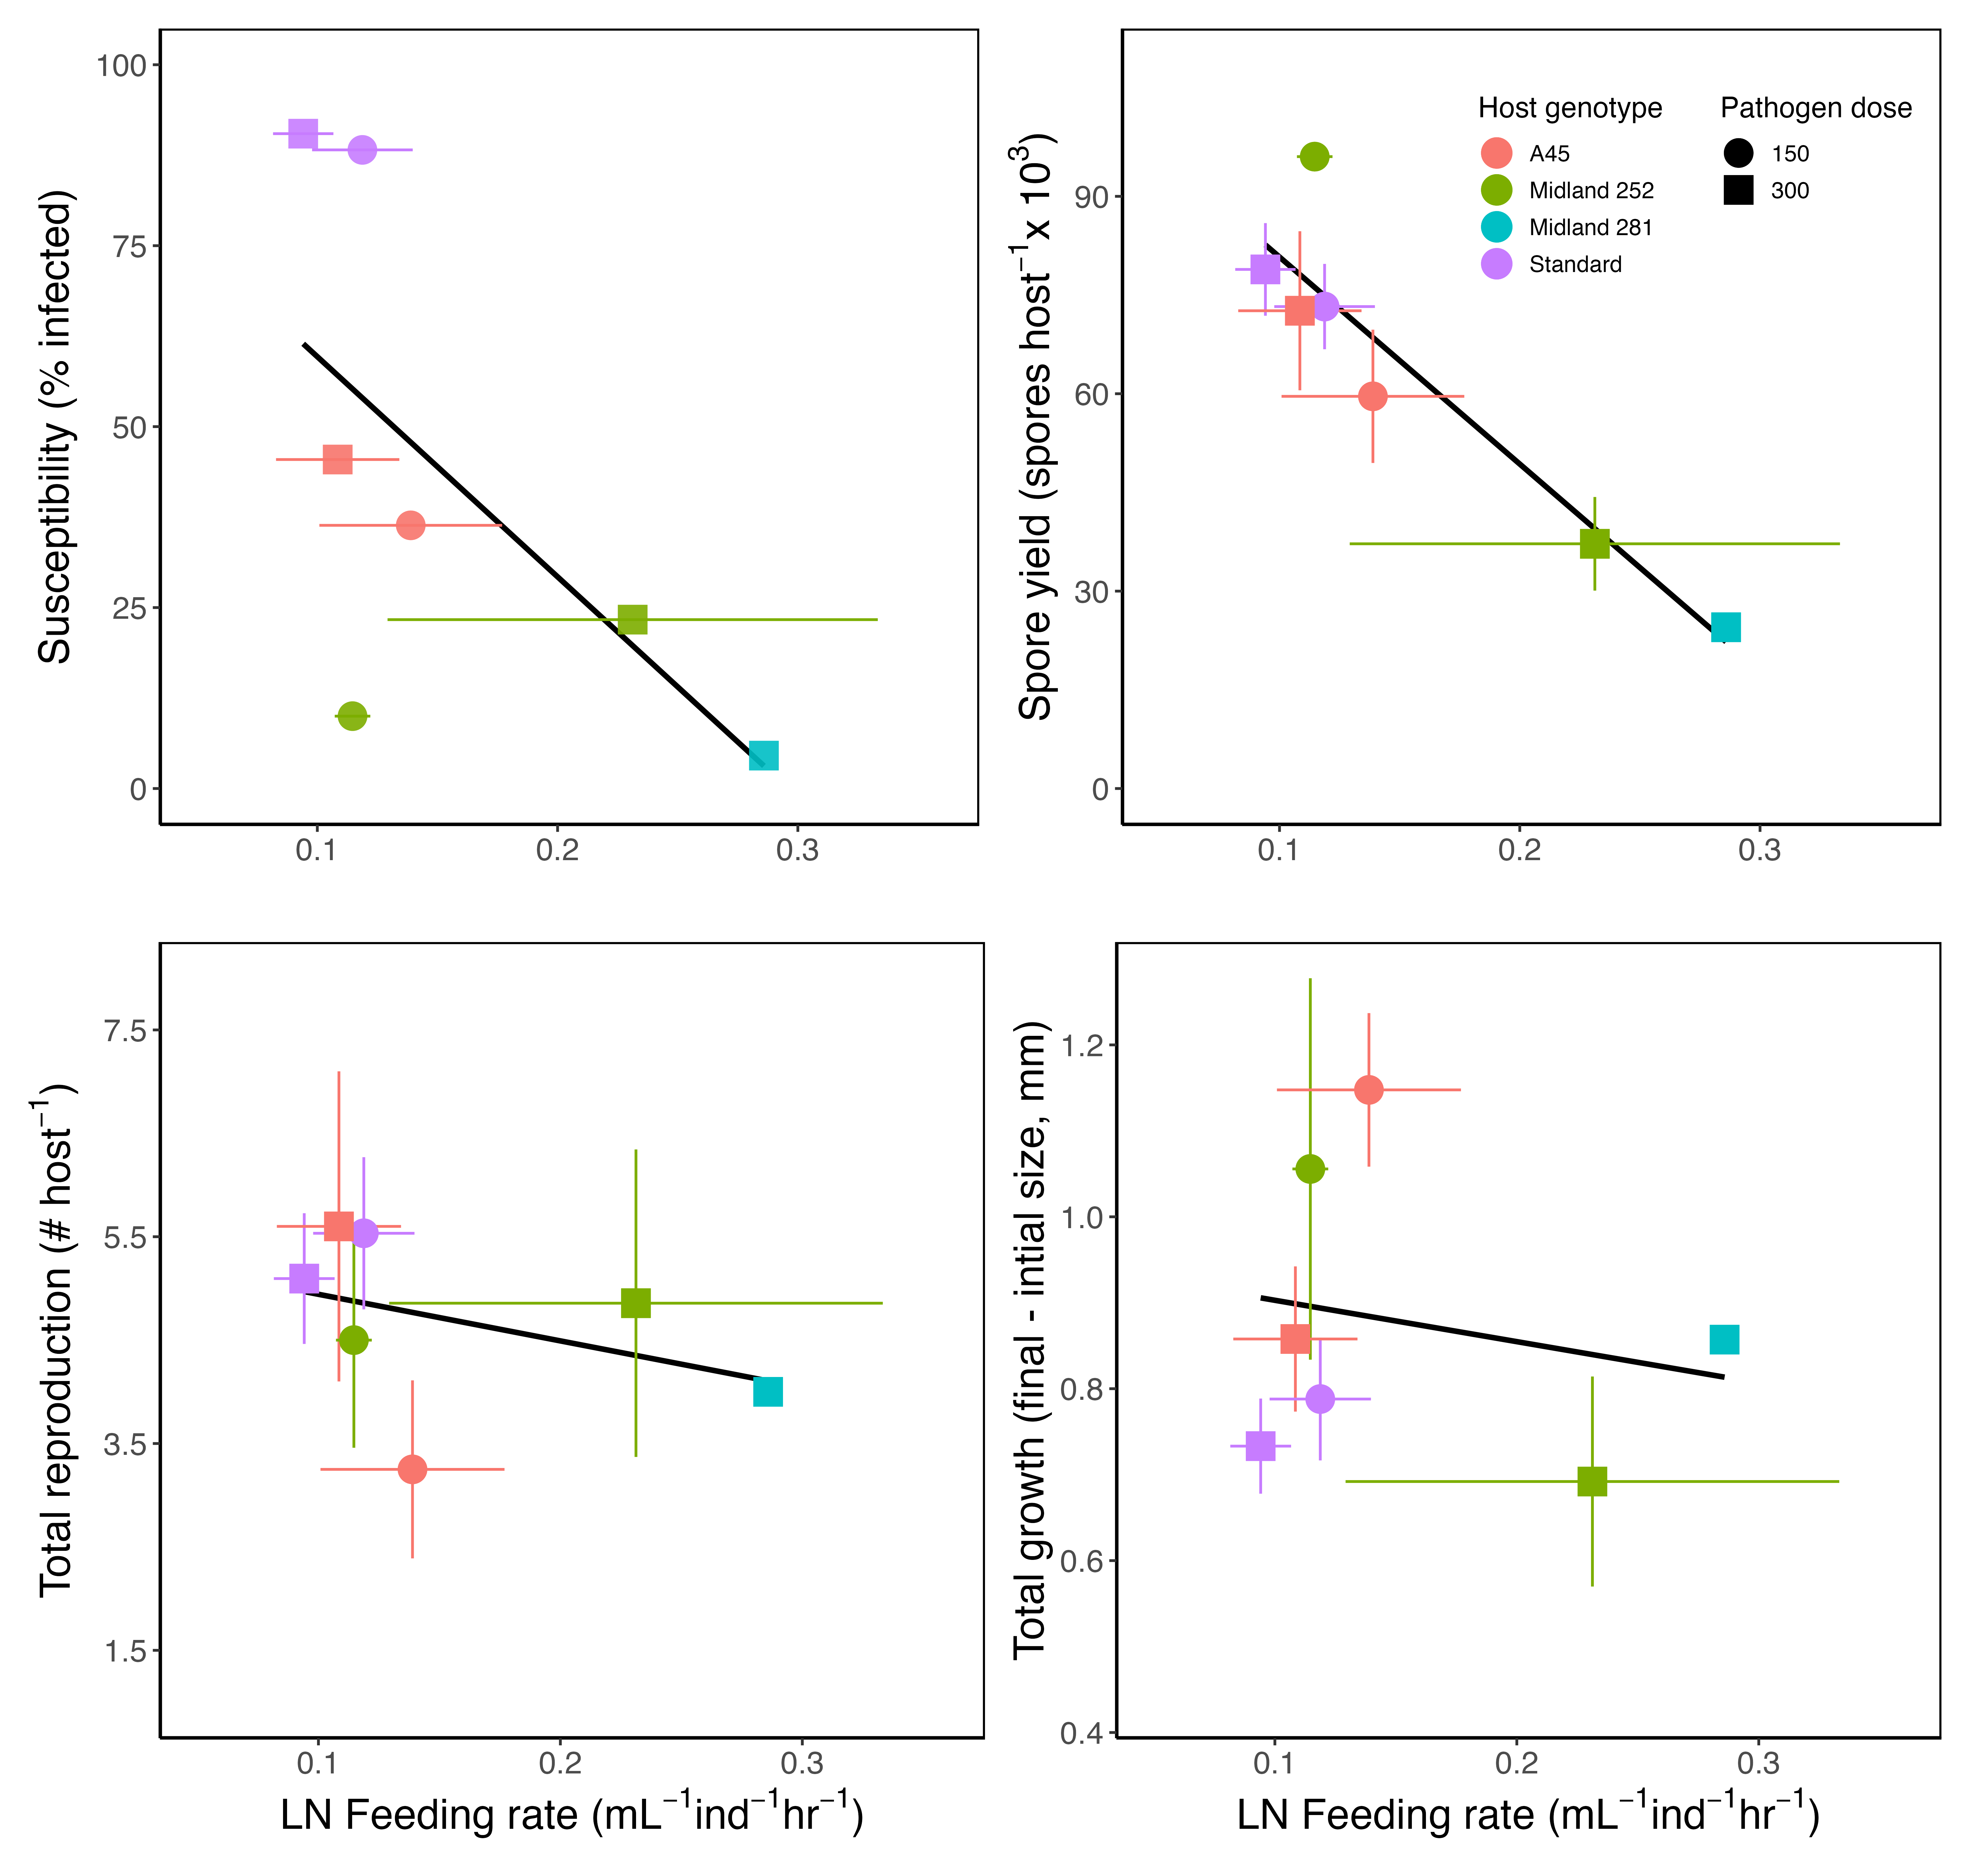 Susceptibility (% infected)
100
75
50
25
0
0.1 0.2 0.3
Spore yield (spores host⁻¹ x 10³)
90
60
30
0
0.1 0.2 0.3
Host genotype
A45
Midland 252
Midland 281
Standard
Pathogen dose
150
300
Total reproduction (# host⁻¹)
7.5
5.5
3.5
1.5
0.1 0.2 0.3
LN Feeding rate (mL⁻¹ind⁻¹hr⁻¹)
Total growth (final - intial size, mm)
1.2
1.0
0.8
0.6
0.4
0.1 0.2 0.3
LN Feeding rate (mL⁻¹ind⁻¹hr⁻¹)